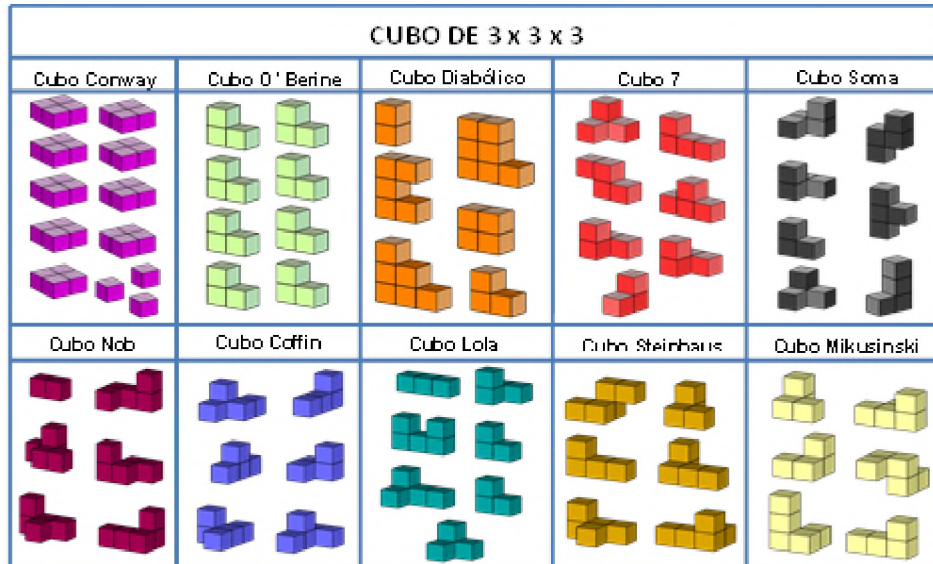 CUBO DE 3 x 3 x 3
Cubo Conway
Cubo O'Berine
Cubo Diabólico
Cubo 7
Cubo Soma
Cubo Nob
Cubo Coffin
Cubo Lola
Cubo Steinhaus
Cubo Mikusinski